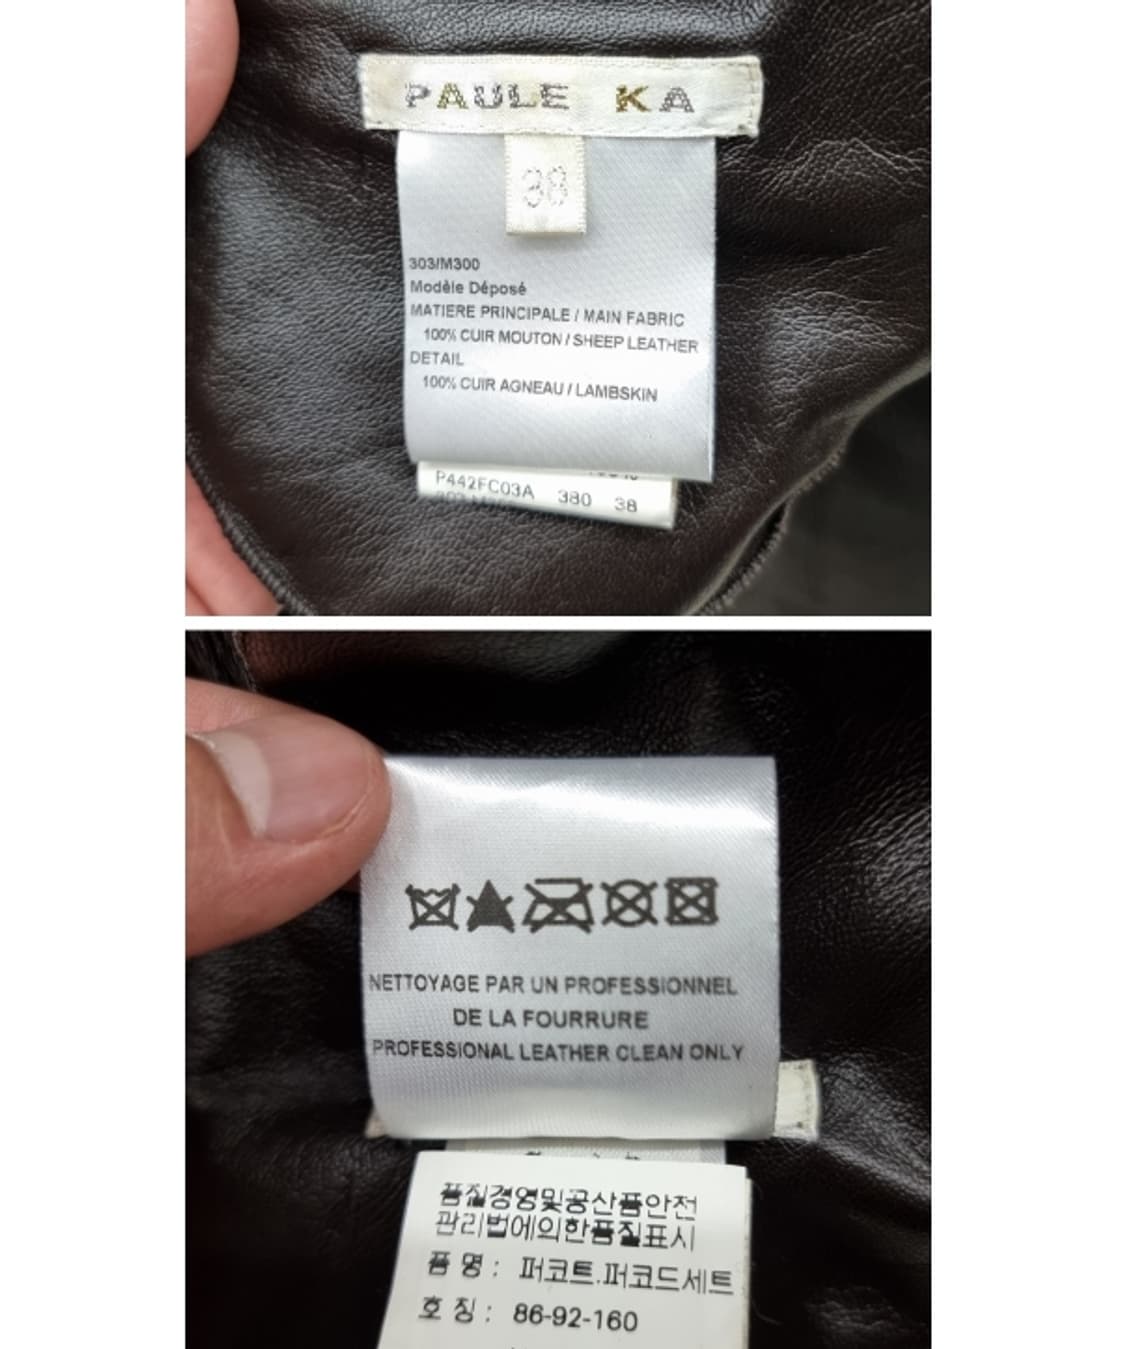 PAULE KA
38
303/M300
Modèle Déposé
MATIERE PRINCIPALE / MAIN FABRIC
100% CUIR MOUTON / SHEEP LEATHER
DETAIL
100% CUIR AGNEAU / LAMBSKIN
P442FC03A 380 38
NETTOYAGE PAR UN PROFESSIONNEL
DE LA FOURRURE
PROFESSIONAL LEATHER CLEAN ONLY
품질경영및공산품안전
관리법에의한품질표시
품 명 : 퍼코트.퍼코드세트
호 칭 : 86-92-160